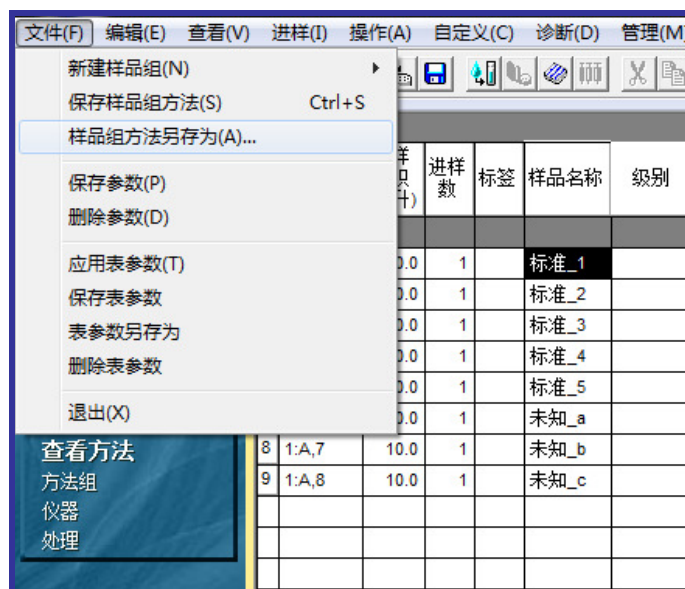 文件(F) 编辑(E) 查看(V) 进样(I) 操作(A) 自定义(C) 诊断(D) 管理(M)
新建样品组(N)
保存样品组方法(S) Ctrl+S
样品组方法另存为(A)...
保存参数(P)
删除参数(D)
应用表参数(T)
保存表参数
表参数另存为
删除表参数
退出(X)
进样数 标签 样品名称 级别
0.0 1 标准_1
0.0 1 标准_2
0.0 1 标准_3
0.0 1 标准_4
0.0 1 标准_5
0.0 1 未知_a
8 1:A,7 10.0 1 未知_b
9 1:A,8 10.0 1 未知_c
查看方法
方法组
仪器
处理